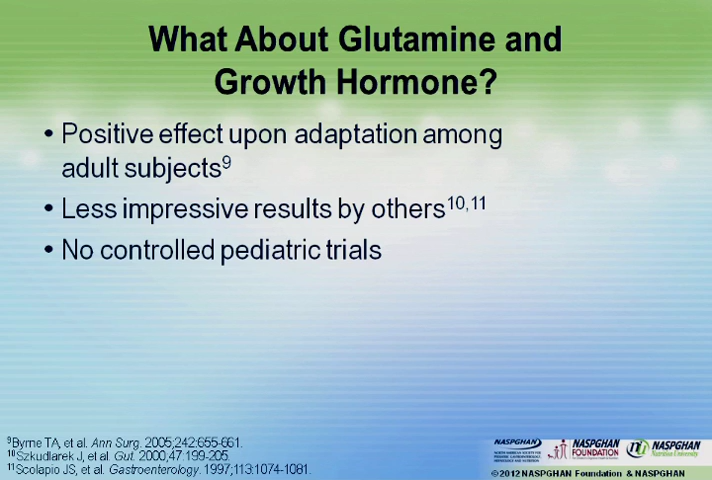 What About Glutamine and
Growth Hormone?
• Positive effect upon adaptation among
adult subjects9
• Less impressive results by others10,11
• No controlled pediatric trials
9Byrne TA, et al. Ann Surg. 2005;242:655-661.
10Szkudlarek J, et al. Gut. 2000;47:199-205.
11Scolapio JS, et al. Gastroenterology. 1997;113:1074-1081.
NASPGHAN
NASPGHAN
FOUNDATION
NASPGHAN
Nutrition University
©2012 NASPGHAN Foundation & NASPGHAN